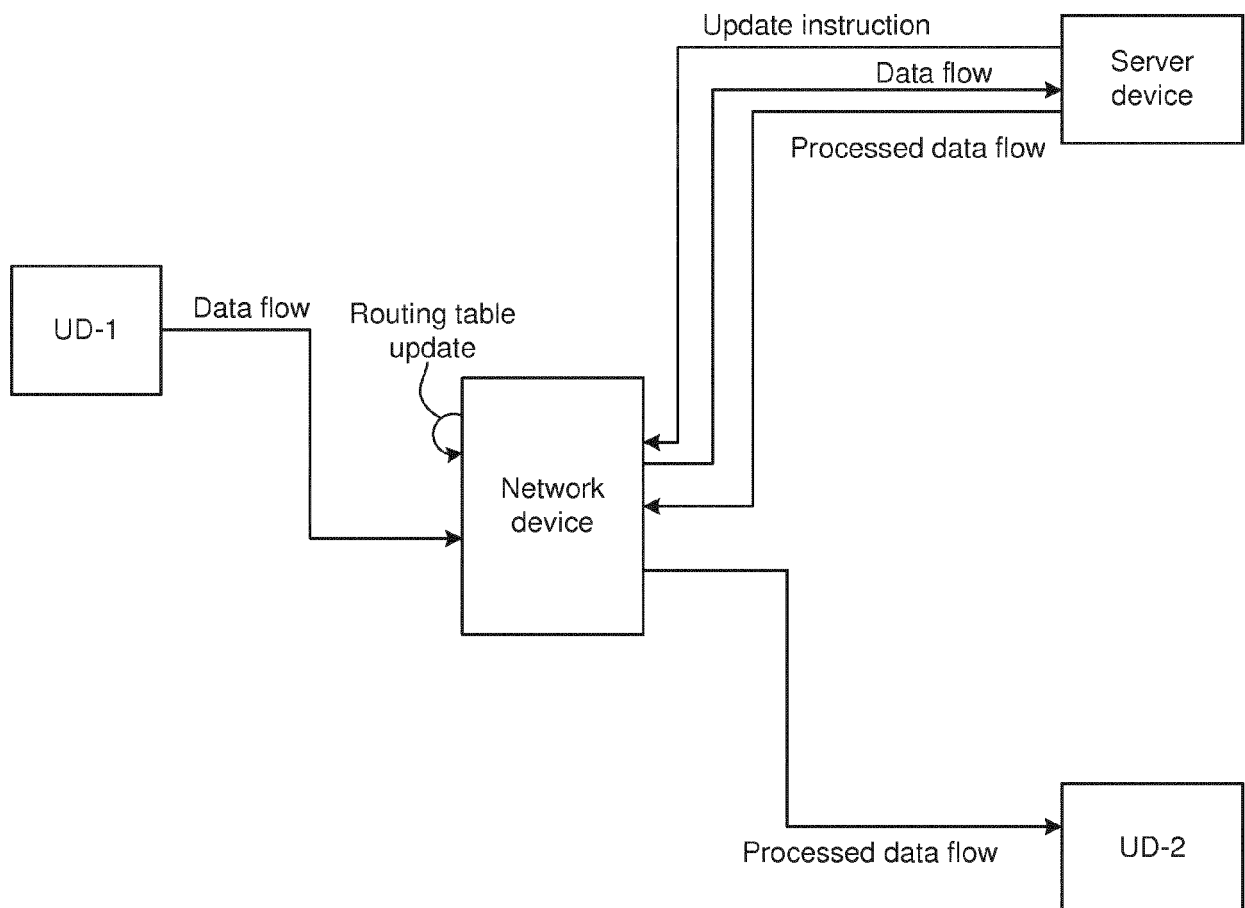 Update instruction
Server
device
Data flow
Processed data flow
UD-1
Data flow
Routing table
update
Network
device
Processed data flow
UD-2